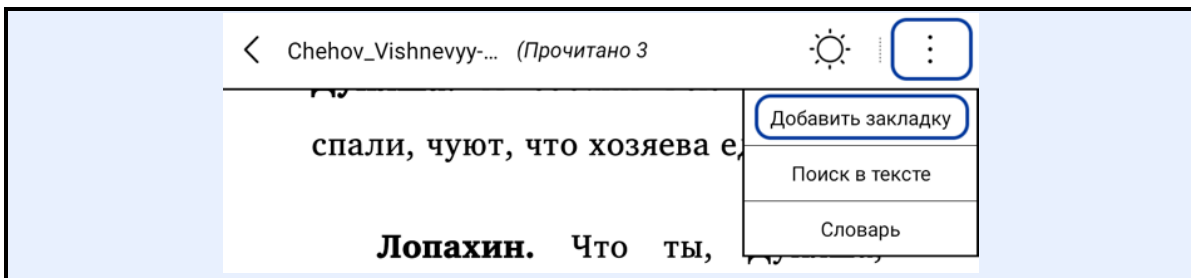 Chehov_Vishnevyy-... (Прочитано 3
Добавить закладку
спали, чуют, что хозяева
Поиск в тексте
Словарь
Лопахин. Что ты,